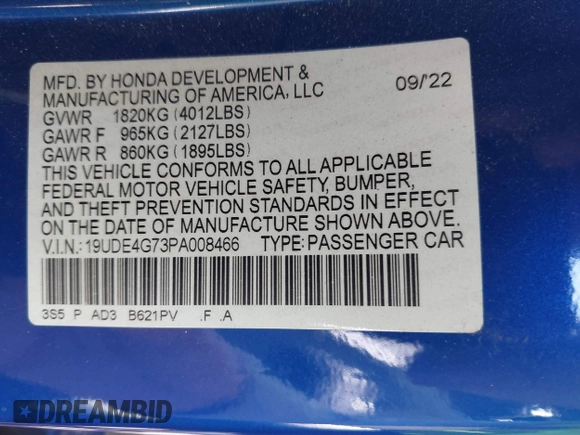 MFD. BY HONDA DEVELOPMENT &
MANUFACTURING OF AMERICA, LLC 09/'22
GVWR 1820KG (4012LBS)
GAWR F 965KG (2127LBS)
GAWR R 860KG (1895LBS)
THIS VEHICLE CONFORMS TO ALL APPLICABLE
FEDERAL MOTOR VEHICLE SAFETY, BUMPER,
AND THEFT PREVENTION STANDARDS IN EFFECT
ON THE DATE OF MANUFACTURE SHOWN ABOVE.
V.I.N.: 19UDE4G73PA008466 TYPE: PASSENGER CAR
3S5 P AD3 B621PV .F .A
DREAMBID